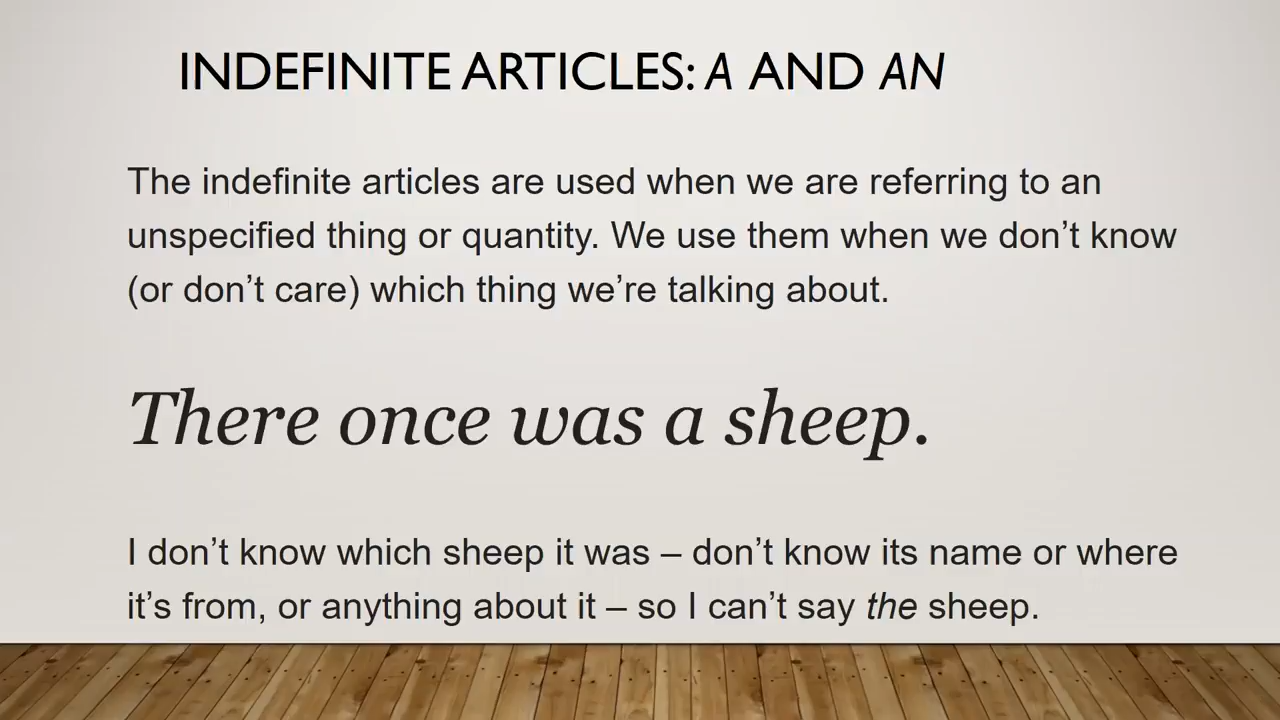 INDEFINITE ARTICLES: A AND AN
The indefinite articles are used when we are referring to an
unspecified thing or quantity. We use them when we don’t know
(or don’t care) which thing we’re talking about.
There once was a sheep.
I don’t know which sheep it was – don’t know its name or where
it’s from, or anything about it – so I can’t say the sheep.